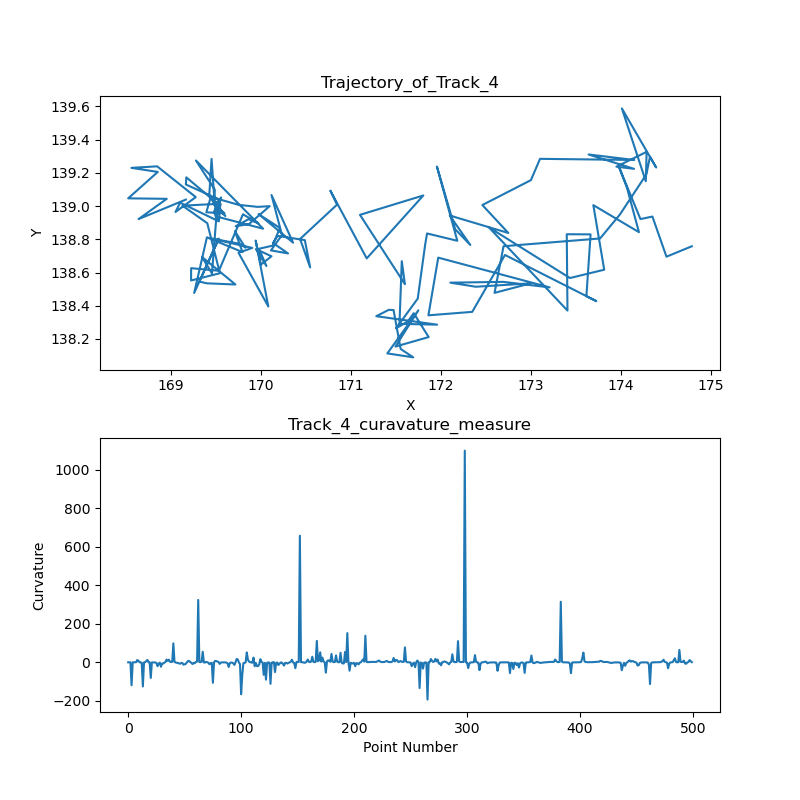 Trajectory_of_Track_4
139.6
139.4
139.2
139.0
138.8
138.6
138.4
138.2
Y
169 170 171 172 173 174 175
X
Track_4_curavature_measure
1000
800
600
400
200
0
−200
Curvature
0 100 200 300 400 500
Point Number